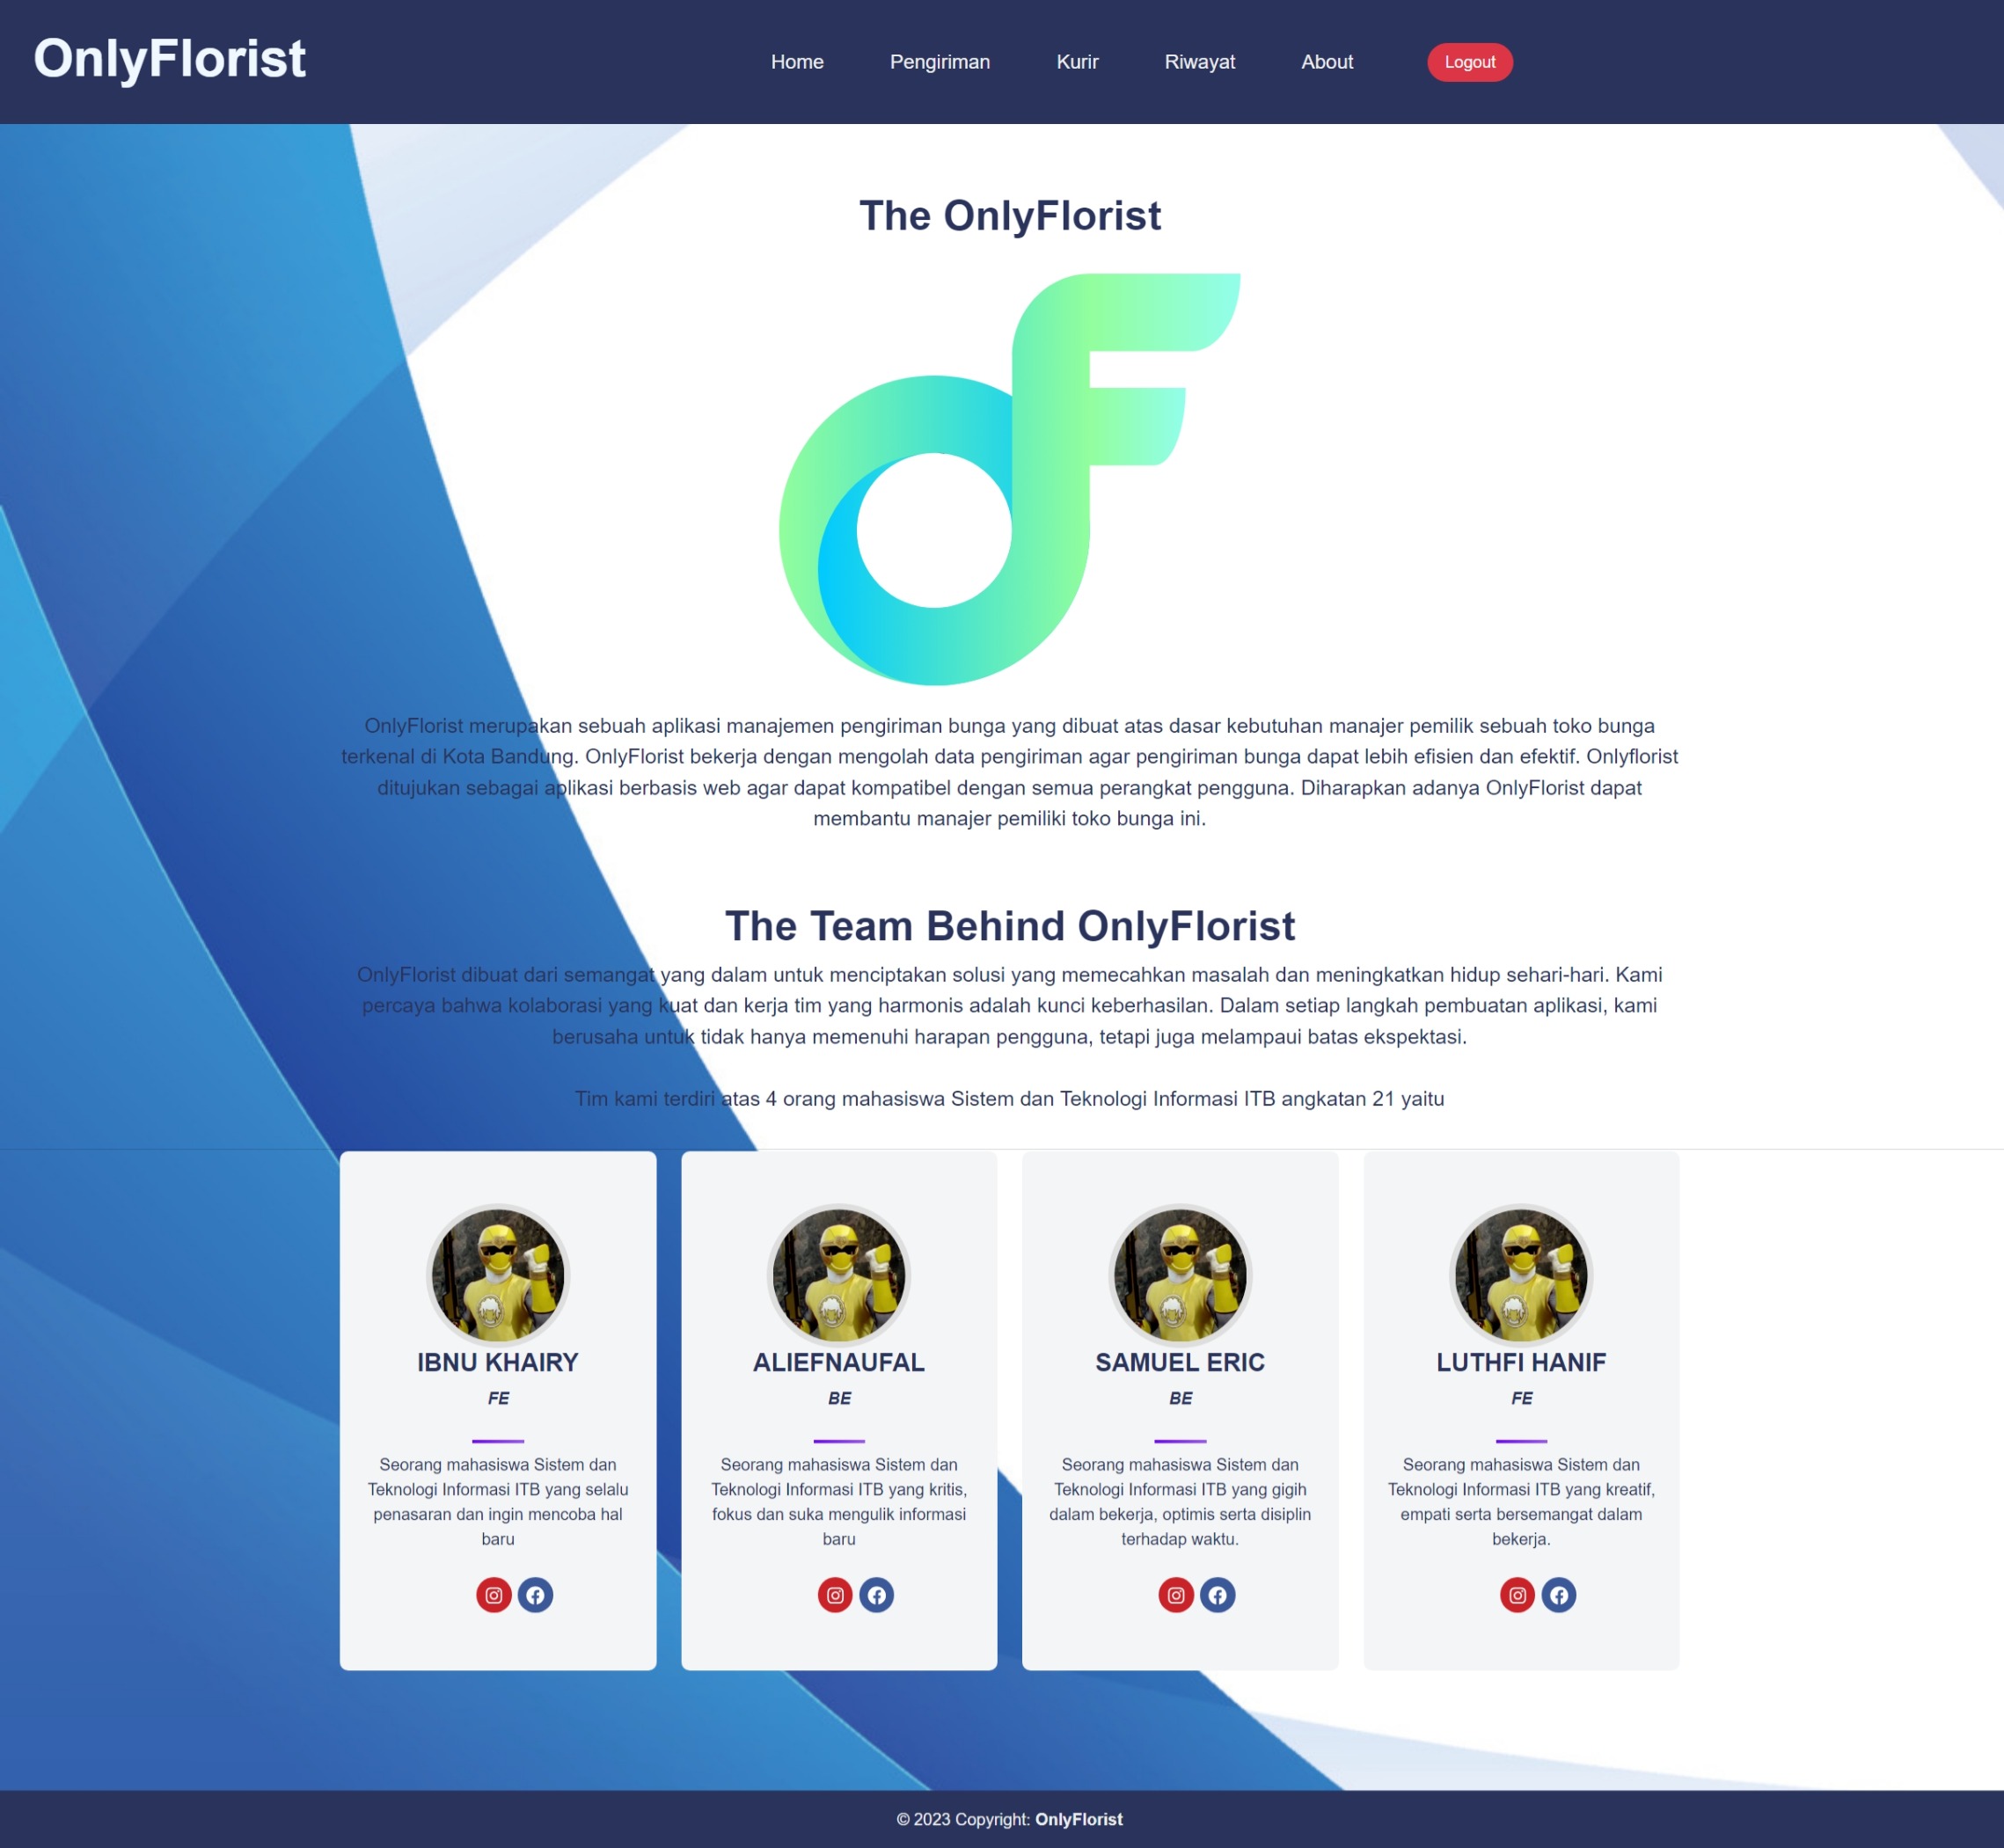 OnlyFlorist
Home Pengiriman Kurir Riwayat About Logout
The OnlyFlorist
OnlyFlorist merupakan sebuah aplikasi manajemen pengiriman bunga yang dibuat atas dasar kebutuhan manajer pemilik sebuah toko bunga
terkenal di Kota Bandung. OnlyFlorist bekerja dengan mengolah data pengiriman agar pengiriman bunga dapat lebih efisien dan efektif. Onlyflorist
ditujukan sebagai aplikasi berbasis web agar dapat kompatibel dengan semua perangkat pengguna. Diharapkan adanya OnlyFlorist dapat
membantu manajer pemiliki toko bunga ini.
The Team Behind OnlyFlorist
OnlyFlorist dibuat dari semangat yang dalam untuk menciptakan solusi yang memecahkan masalah dan meningkatkan hidup sehari-hari. Kami
percaya bahwa kolaborasi yang kuat dan kerja tim yang harmonis adalah kunci keberhasilan. Dalam setiap langkah pembuatan aplikasi, kami
berusaha untuk tidak hanya memenuhi harapan pengguna, tetapi juga melampaui batas ekspektasi.
Tim kami terdiri atas 4 orang mahasiswa Sistem dan Teknologi Informasi ITB angkatan 21 yaitu
IBNU KHAIRY
FE
Seorang mahasiswa Sistem dan
Teknologi Informasi ITB yang selalu
penasaran dan ingin mencoba hal
baru
ALIEFNAUFAL
BE
Seorang mahasiswa Sistem dan
Teknologi Informasi ITB yang kritis,
fokus dan suka mengulik informasi
baru
SAMUEL ERIC
BE
Seorang mahasiswa Sistem dan
Teknologi Informasi ITB yang gigih
dalam bekerja, optimis serta disiplin
terhadap waktu.
LUTHFI HANIF
FE
Seorang mahasiswa Sistem dan
Teknologi Informasi ITB yang kreatif,
empati serta bersemangat dalam
bekerja.
© 2023 Copyright: OnlyFlorist